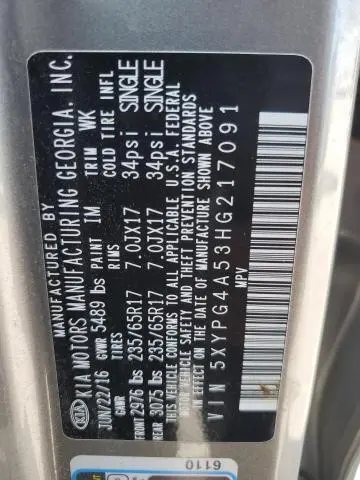 MANUFACTURED BY
KIA KIA MOTORS MANUFACTURING GEORGIA, INC.
JUN/22/16 GVWR 5489 lbs PAINT IM TRIM WK
GAWR TIRES RIMS COLD TIRE INFL
FRONT 2976 lbs 235/65R17 7.0JX17 34psi SINGLE
REAR 3075 lbs 235/65R17 7.0JX17 34psi SINGLE
THIS VEHICLE CONFORMS TO ALL APPLICABLE U.S.A. FEDERAL
MOTOR VEHICLE SAFETY AND THEFT PREVENTION STANDARDS
IN EFFECT ON THE DATE OF MANUFACTURE SHOWN ABOVE
VIN 5XYPG4A53HG217091
MPV
6110